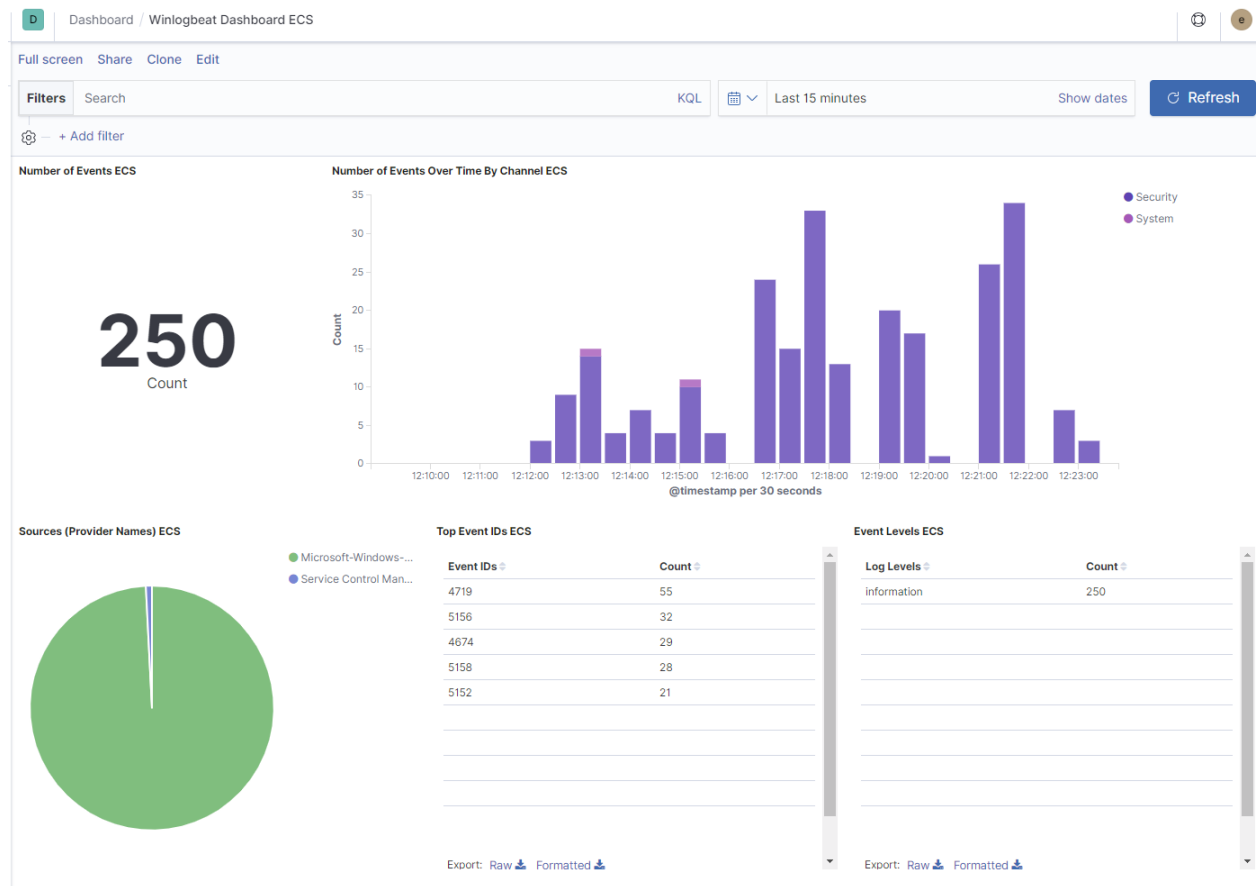 D Dashboard / Winlogbeat Dashboard ECS e
Full screen Share Clone Edit
Filters Search KQL Last 15 minutes Show dates Refresh
+ Add filter
Number of Events ECS
250
Count
Number of Events Over Time By Channel ECS
35
30
25
20
15
10
5
0
Count
12:10:00 12:11:00 12:12:00 12:13:00 12:14:00 12:15:00 12:16:00 12:17:00 12:18:00 12:19:00 12:20:00 12:21:00 12:22:00 12:23:00
@timestamp per 30 seconds
Security
System
Sources (Provider Names) ECS
Microsoft-Windows-...
Service Control Man...
Top Event IDs ECS
Event IDs Count
4719 55
5156 32
4674 29
5158 28
5152 21
Export: Raw Formatted
Event Levels ECS
Log Levels Count
information 250
Export: Raw Formatted